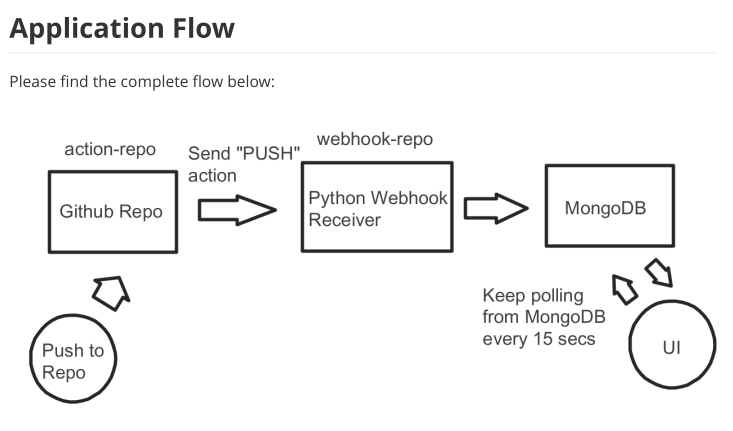 Application Flow
Please find the complete flow below:
action-repo
Send "PUSH"
action
webhook-repo
Github Repo
Python Webhook
Receiver
MongoDB
Push to
Repo
Keep polling
from MongoDB
every 15 secs
UI